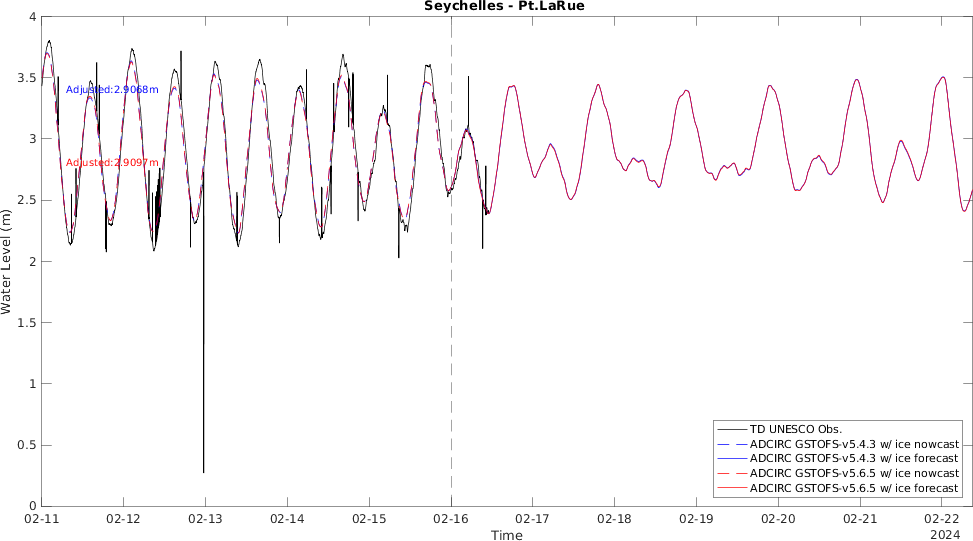 Seychelles - Pt.LaRue
4
3.5
3
2.5
2
1.5
1
0.5
0
Water Level (m)
Adjusted:2.9068m
Adjusted:2.9097m
TD UNESCO Obs.
ADCIRC GSTOFS-v5.4.3 w/ ice nowcast
ADCIRC GSTOFS-v5.4.3 w/ ice forecast
ADCIRC GSTOFS-v5.6.5 w/ ice nowcast
ADCIRC GSTOFS-v5.6.5 w/ ice forecast
02-11 02-12 02-13 02-14 02-15 02-16 02-17 02-18 02-19 02-20 02-21 02-22
2024
Time